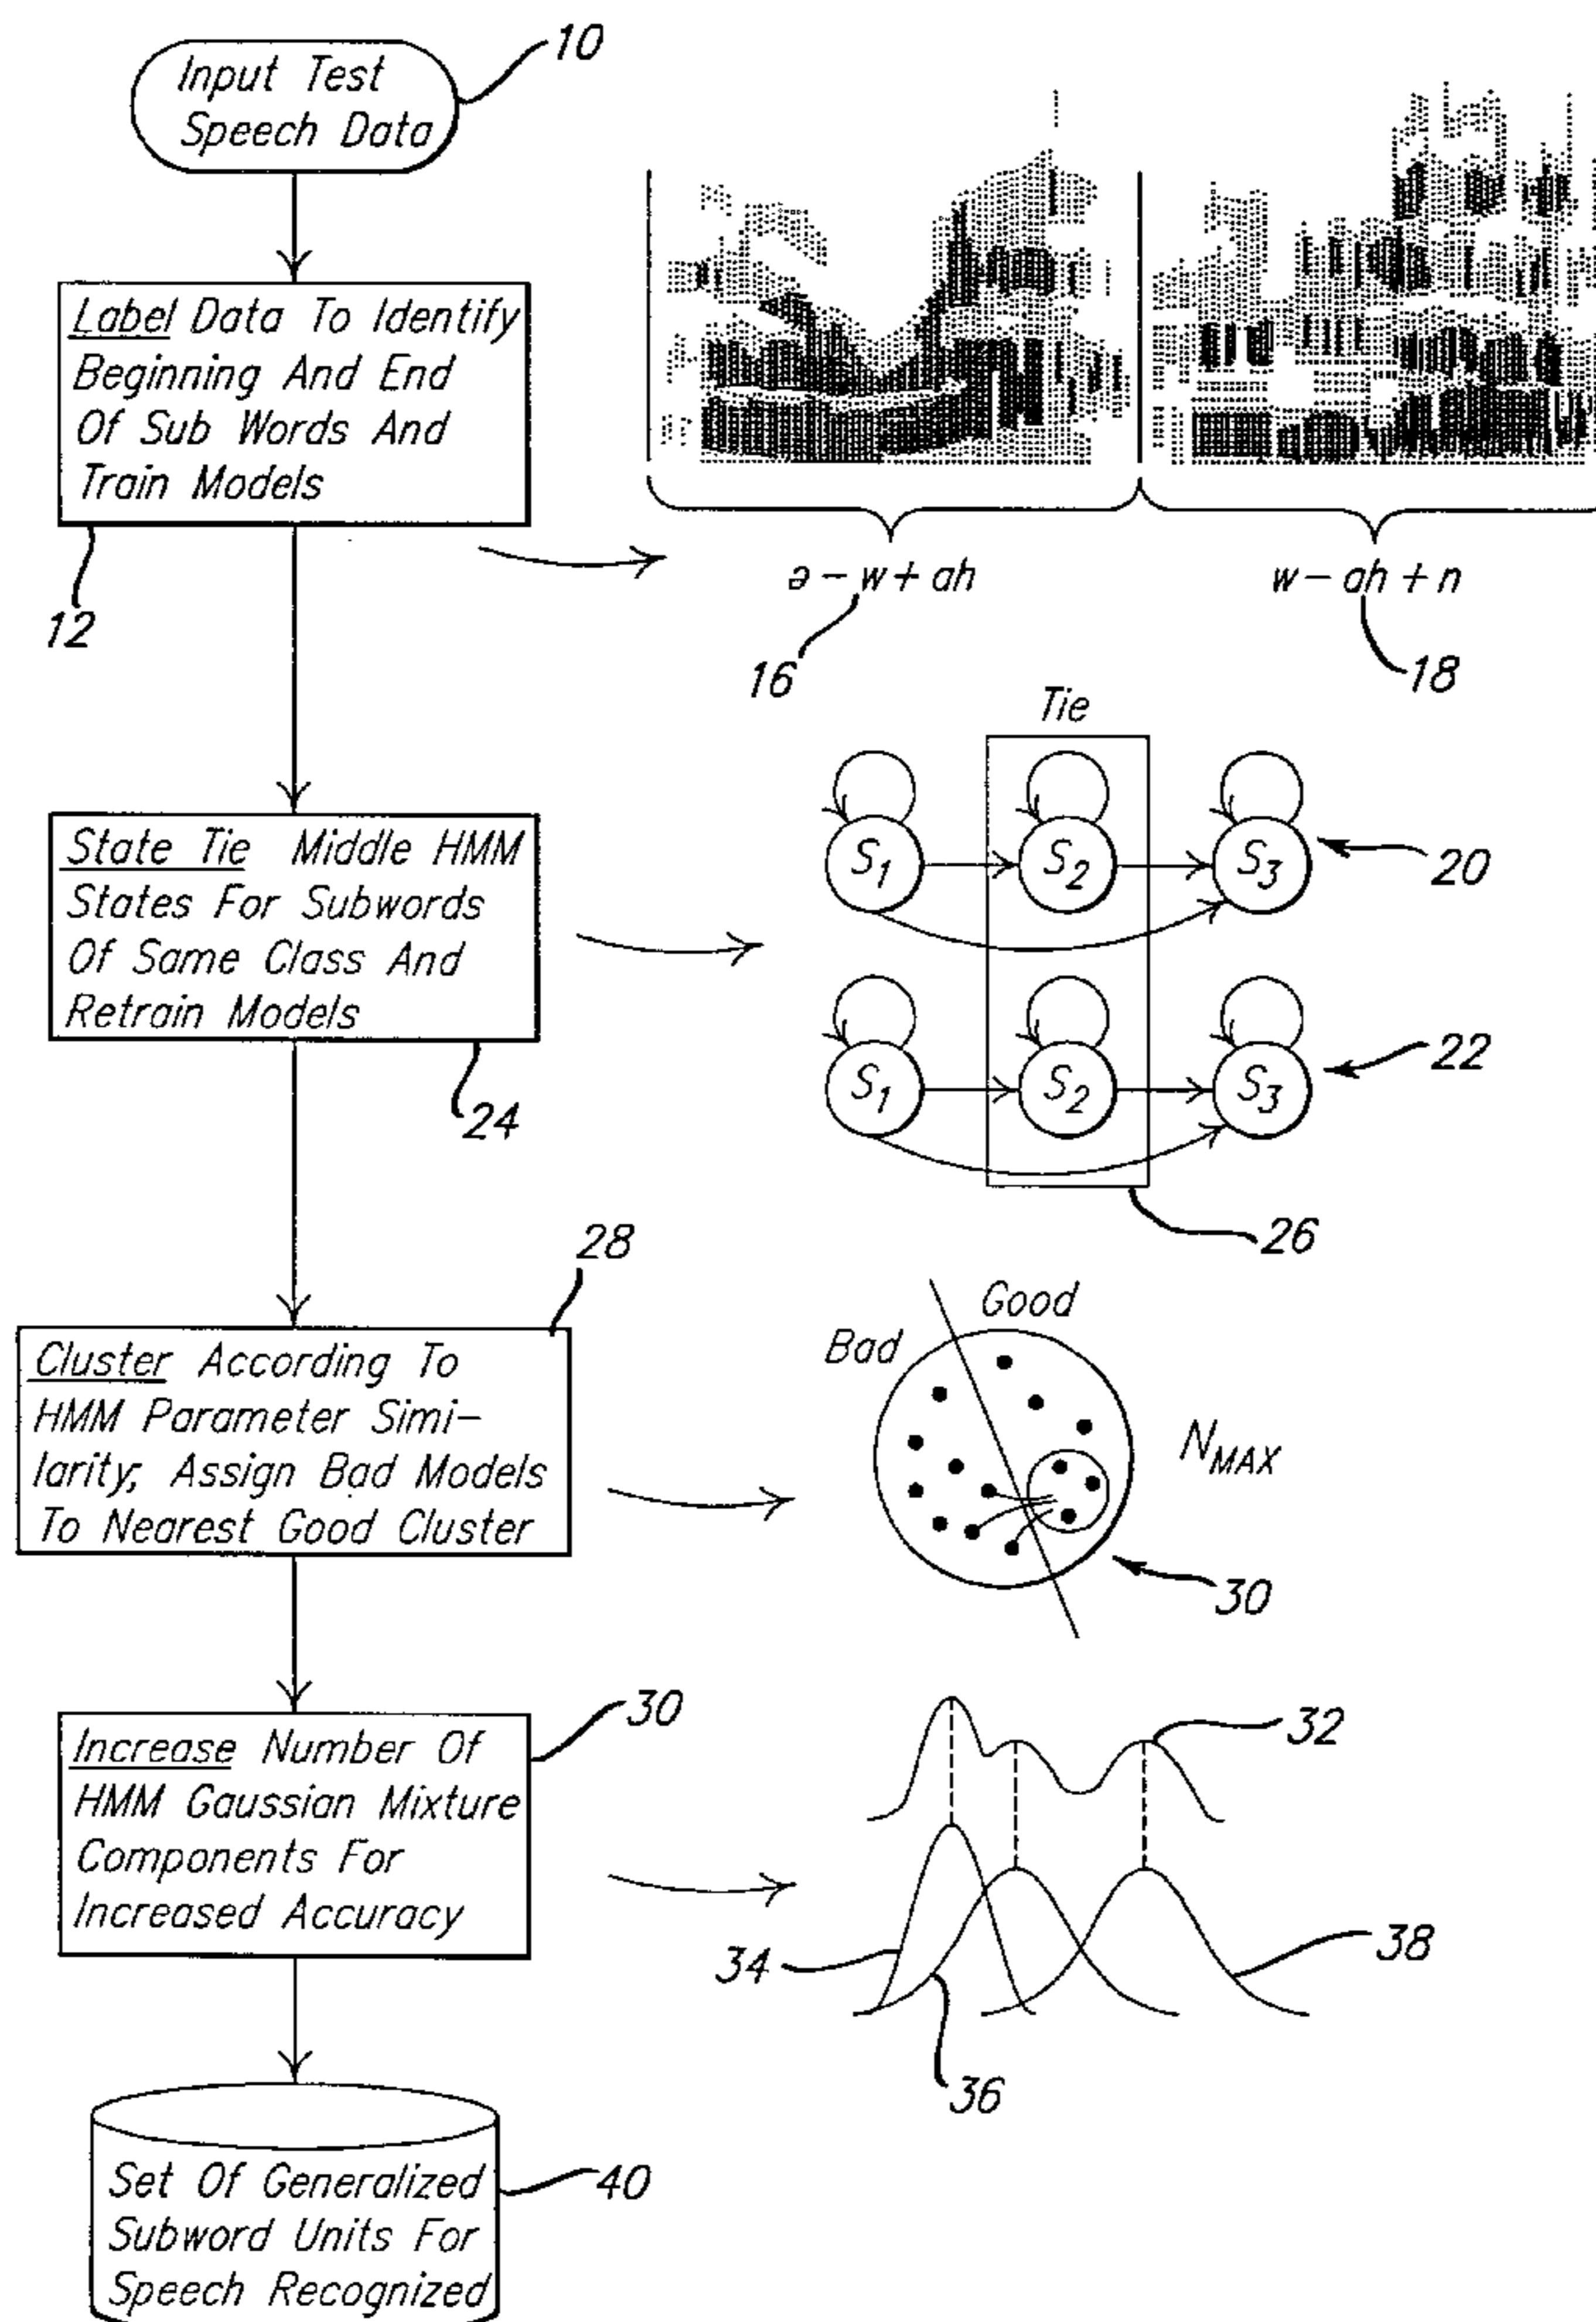 Input Test
Speech Data
10
Label Data To Identify
Beginning And End
Of Sub Words And
Train Models
12
ə – w + ah
w – ah + n
16
18
State Tie Middle HMM
States For Subwords
Of Same Class And
Retrain Models
24
Tie
S1
S2
S3
20
S1
S2
S3
22
26
28
Cluster According To
HMM Parameter Simi-
larity; Assign Bad Models
To Nearest Good Cluster
Good
Bad
NMAX
30
30
Increase Number Of
HMM Gaussian Mixture
Components For
Increased Accuracy
32
34
36
38
Set Of Generalized
Subword Units For
Speech Recognized
40